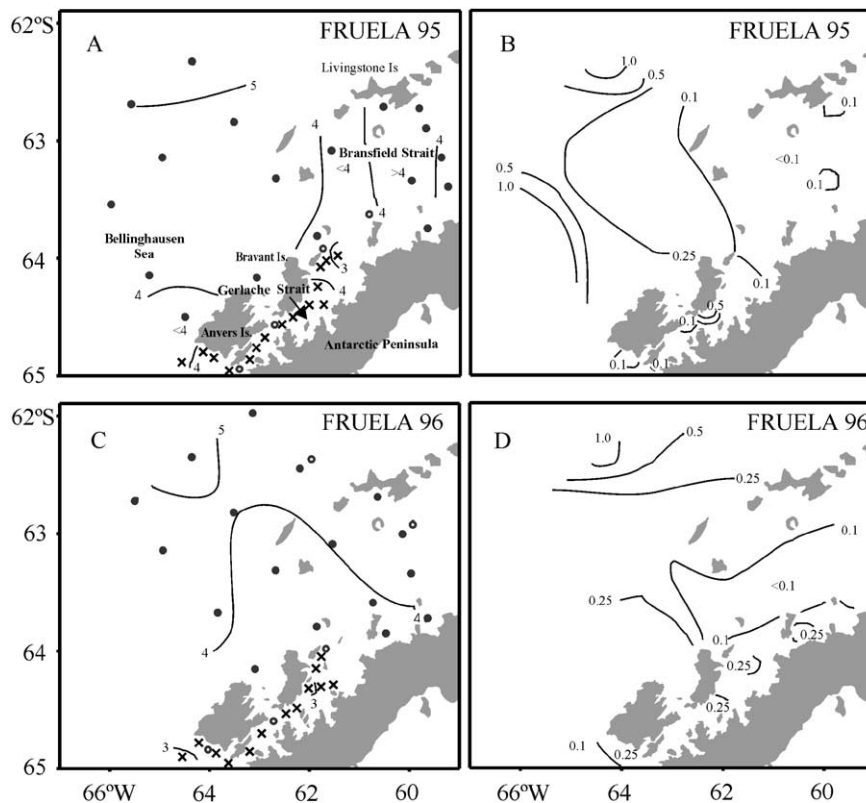 62°S
A
FRUELA 95
Livingstone Is
5
63
4
4
4
Bransfield Strait
<4
>4
4
64
Bellinghausen
Sea
Bravant Is.
3
Gerlache Strait
4
4
<4
Anvers Is.
Antarctic Peninsula
65
4
B
FRUELA 95
1.0
0.5
0.1
0.1
<0.1
0.5
1.0
0.1
0.25
0.1
0.5
0.1
0.1
0.1
62°S
C
FRUELA 96
5
63
4
64
4
3
3
65
66°W
64
62
60
D
FRUELA 96
1.0
0.5
0.25
0.1
<0.1
0.25
0.1
0.25
0.25
0.25
0.1
0.25
66°W
64
62
60